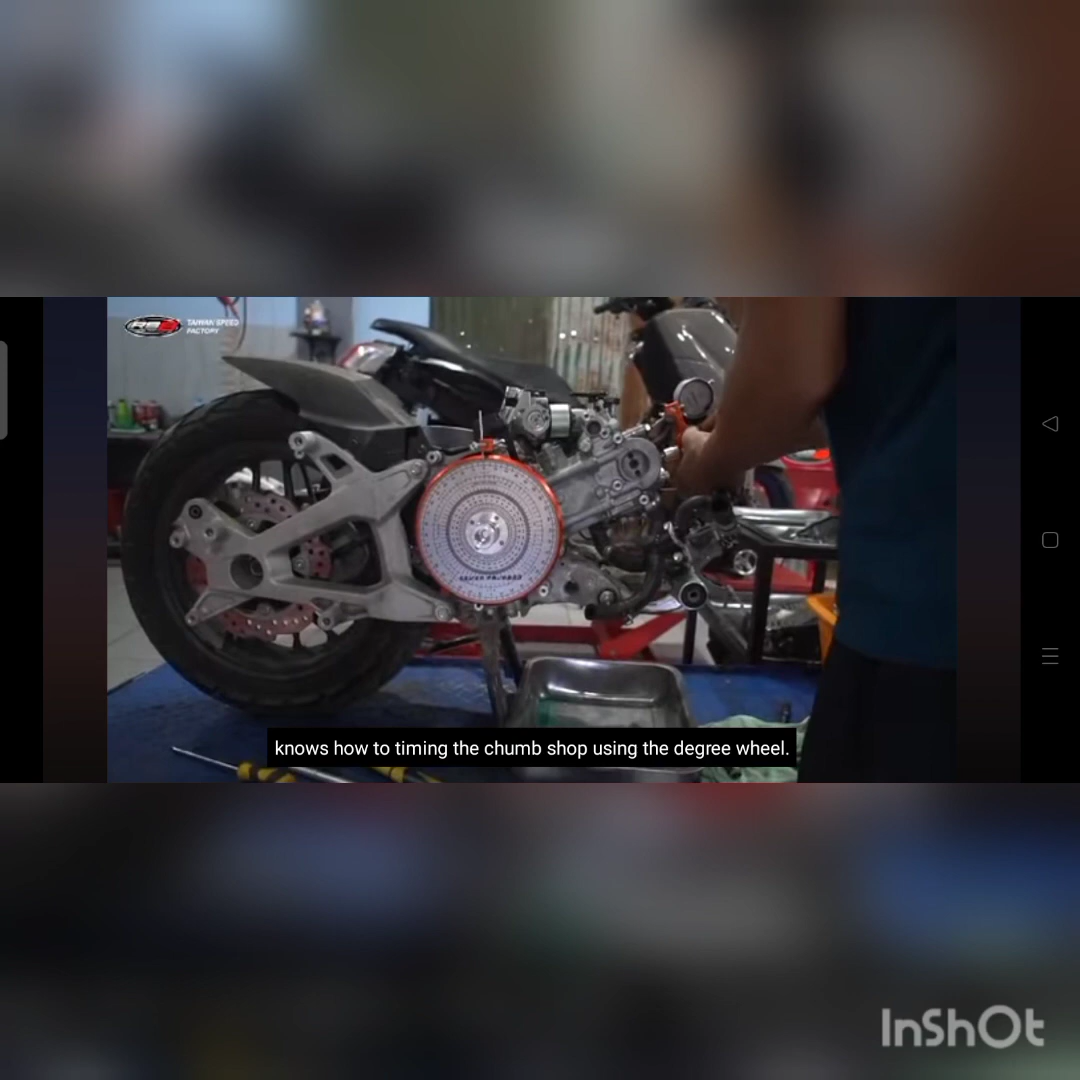 TAIWAN SPEED
FACTORY
knows how to timing the chumb shop using the degree wheel.
InShOt